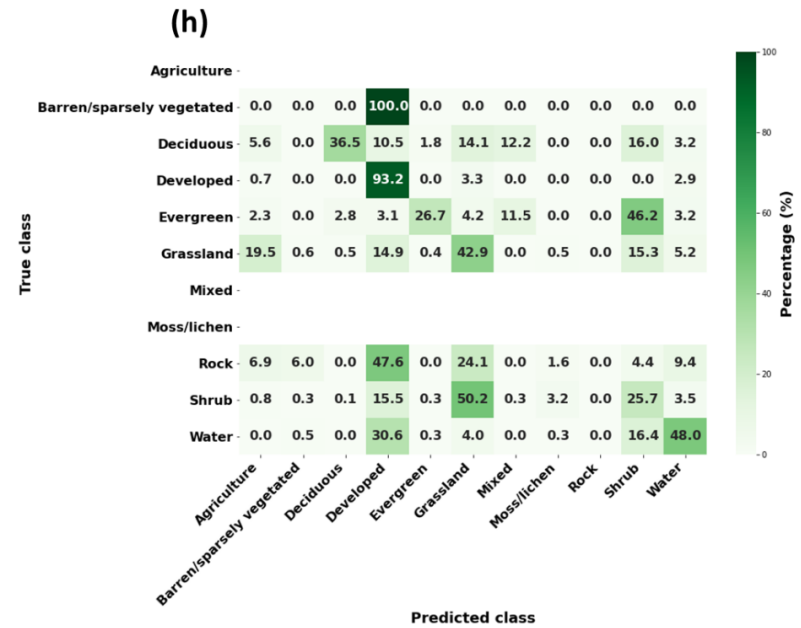 (h)
Agriculture
Barren/sparsely vegetated 0.0 0.0 0.0 100.0 0.0 0.0 0.0 0.0 0.0 0.0 0.0
Deciduous 5.6 0.0 36.5 10.5 1.8 14.1 12.2 0.0 0.0 16.0 3.2
Developed 0.7 0.0 0.0 93.2 0.0 3.3 0.0 0.0 0.0 0.0 2.9
Evergreen 2.3 0.0 2.8 3.1 26.7 4.2 11.5 0.0 0.0 46.2 3.2
Grassland 19.5 0.6 0.5 14.9 0.4 42.9 0.0 0.5 0.0 15.3 5.2
Mixed
Moss/lichen
Rock 6.9 6.0 0.0 47.6 0.0 24.1 0.0 1.6 0.0 4.4 9.4
Shrub 0.8 0.3 0.1 15.5 0.3 50.2 0.3 3.2 0.0 25.7 3.5
Water 0.0 0.5 0.0 30.6 0.3 4.0 0.0 0.3 0.0 16.4 48.0
True class
Agriculture
Barren/sparsely vegetated
Deciduous
Developed
Evergreen
Grassland
Mixed
Moss/lichen
Rock
Shrub
Water
Predicted class
100
80
60
40
20
0
Percentage (%)